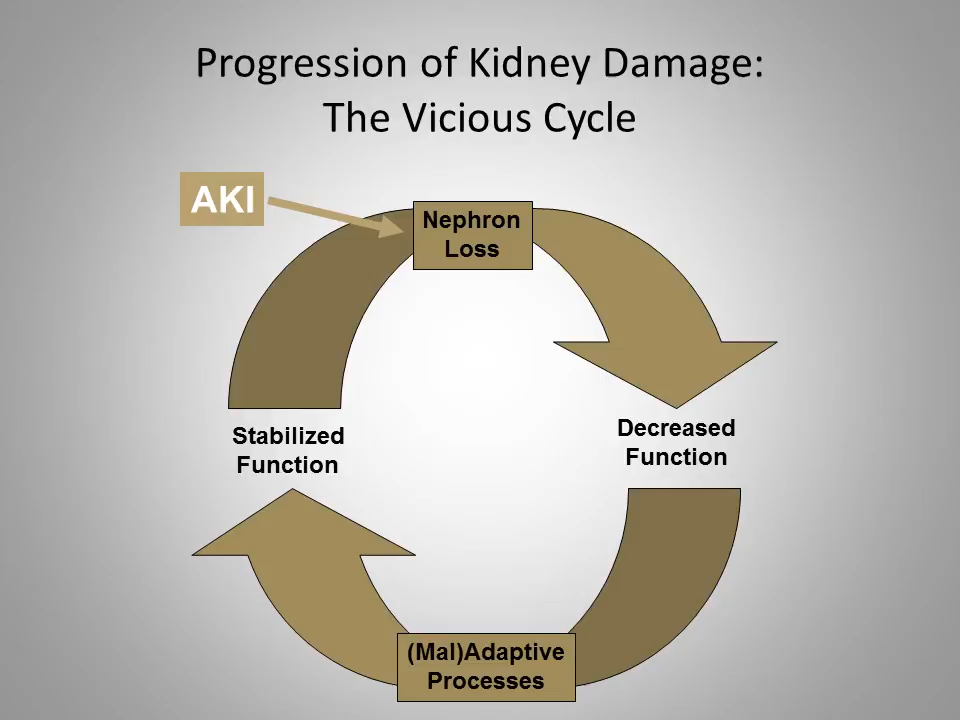 Progression of Kidney Damage:
The Vicious Cycle
AKI
Nephron
Loss
Decreased
Function
Stabilized
Function
(Mal)Adaptive
Processes